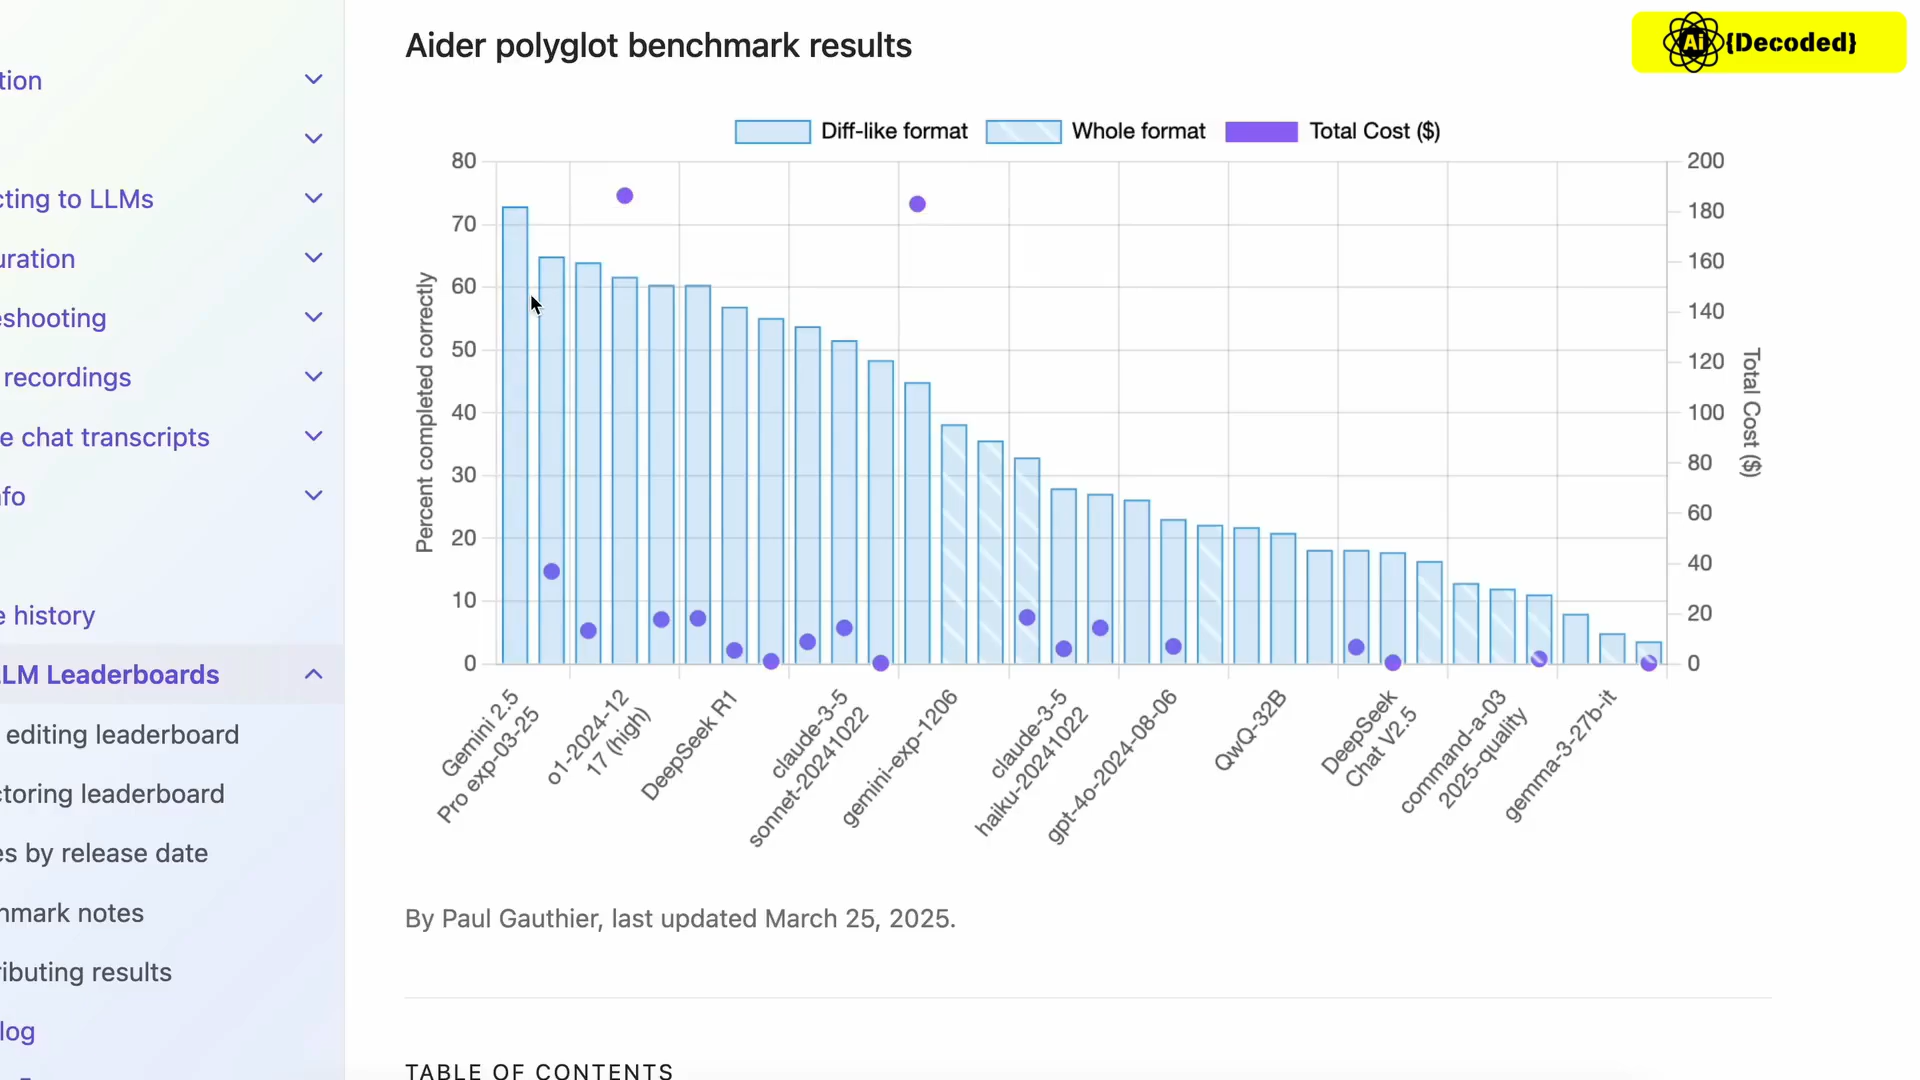 Aider polyglot benchmark results
Ai {Decoded}
tion
cting to LLMs
uration
eshooting
recordings
e chat transcripts
nfo
e history
LLM Leaderboards
editing leaderboard
ctoring leaderboard
es by release date
hmark notes
ributing results
log
Diff-like format
Whole format
Total Cost ($)
Percent completed correctly
80
70
60
50
40
30
20
10
0
200
180
160
140
120
100
80
60
40
20
0
Total Cost ($)
Gemini 2.5
Pro exp-03-25
o1-2024-12
17 (high)
DeepSeek R1
claude-3-5
sonnet-20241022
gemini-exp-1206
claude-3-5
haiku-20241022
gpt-4o-2024-08-06
QwQ-32B
DeepSeek
Chat V2.5
command-a-03
2025-quality
gemma-3-27b-it
By Paul Gauthier, last updated March 25, 2025.
TABLE OF CONTENTS